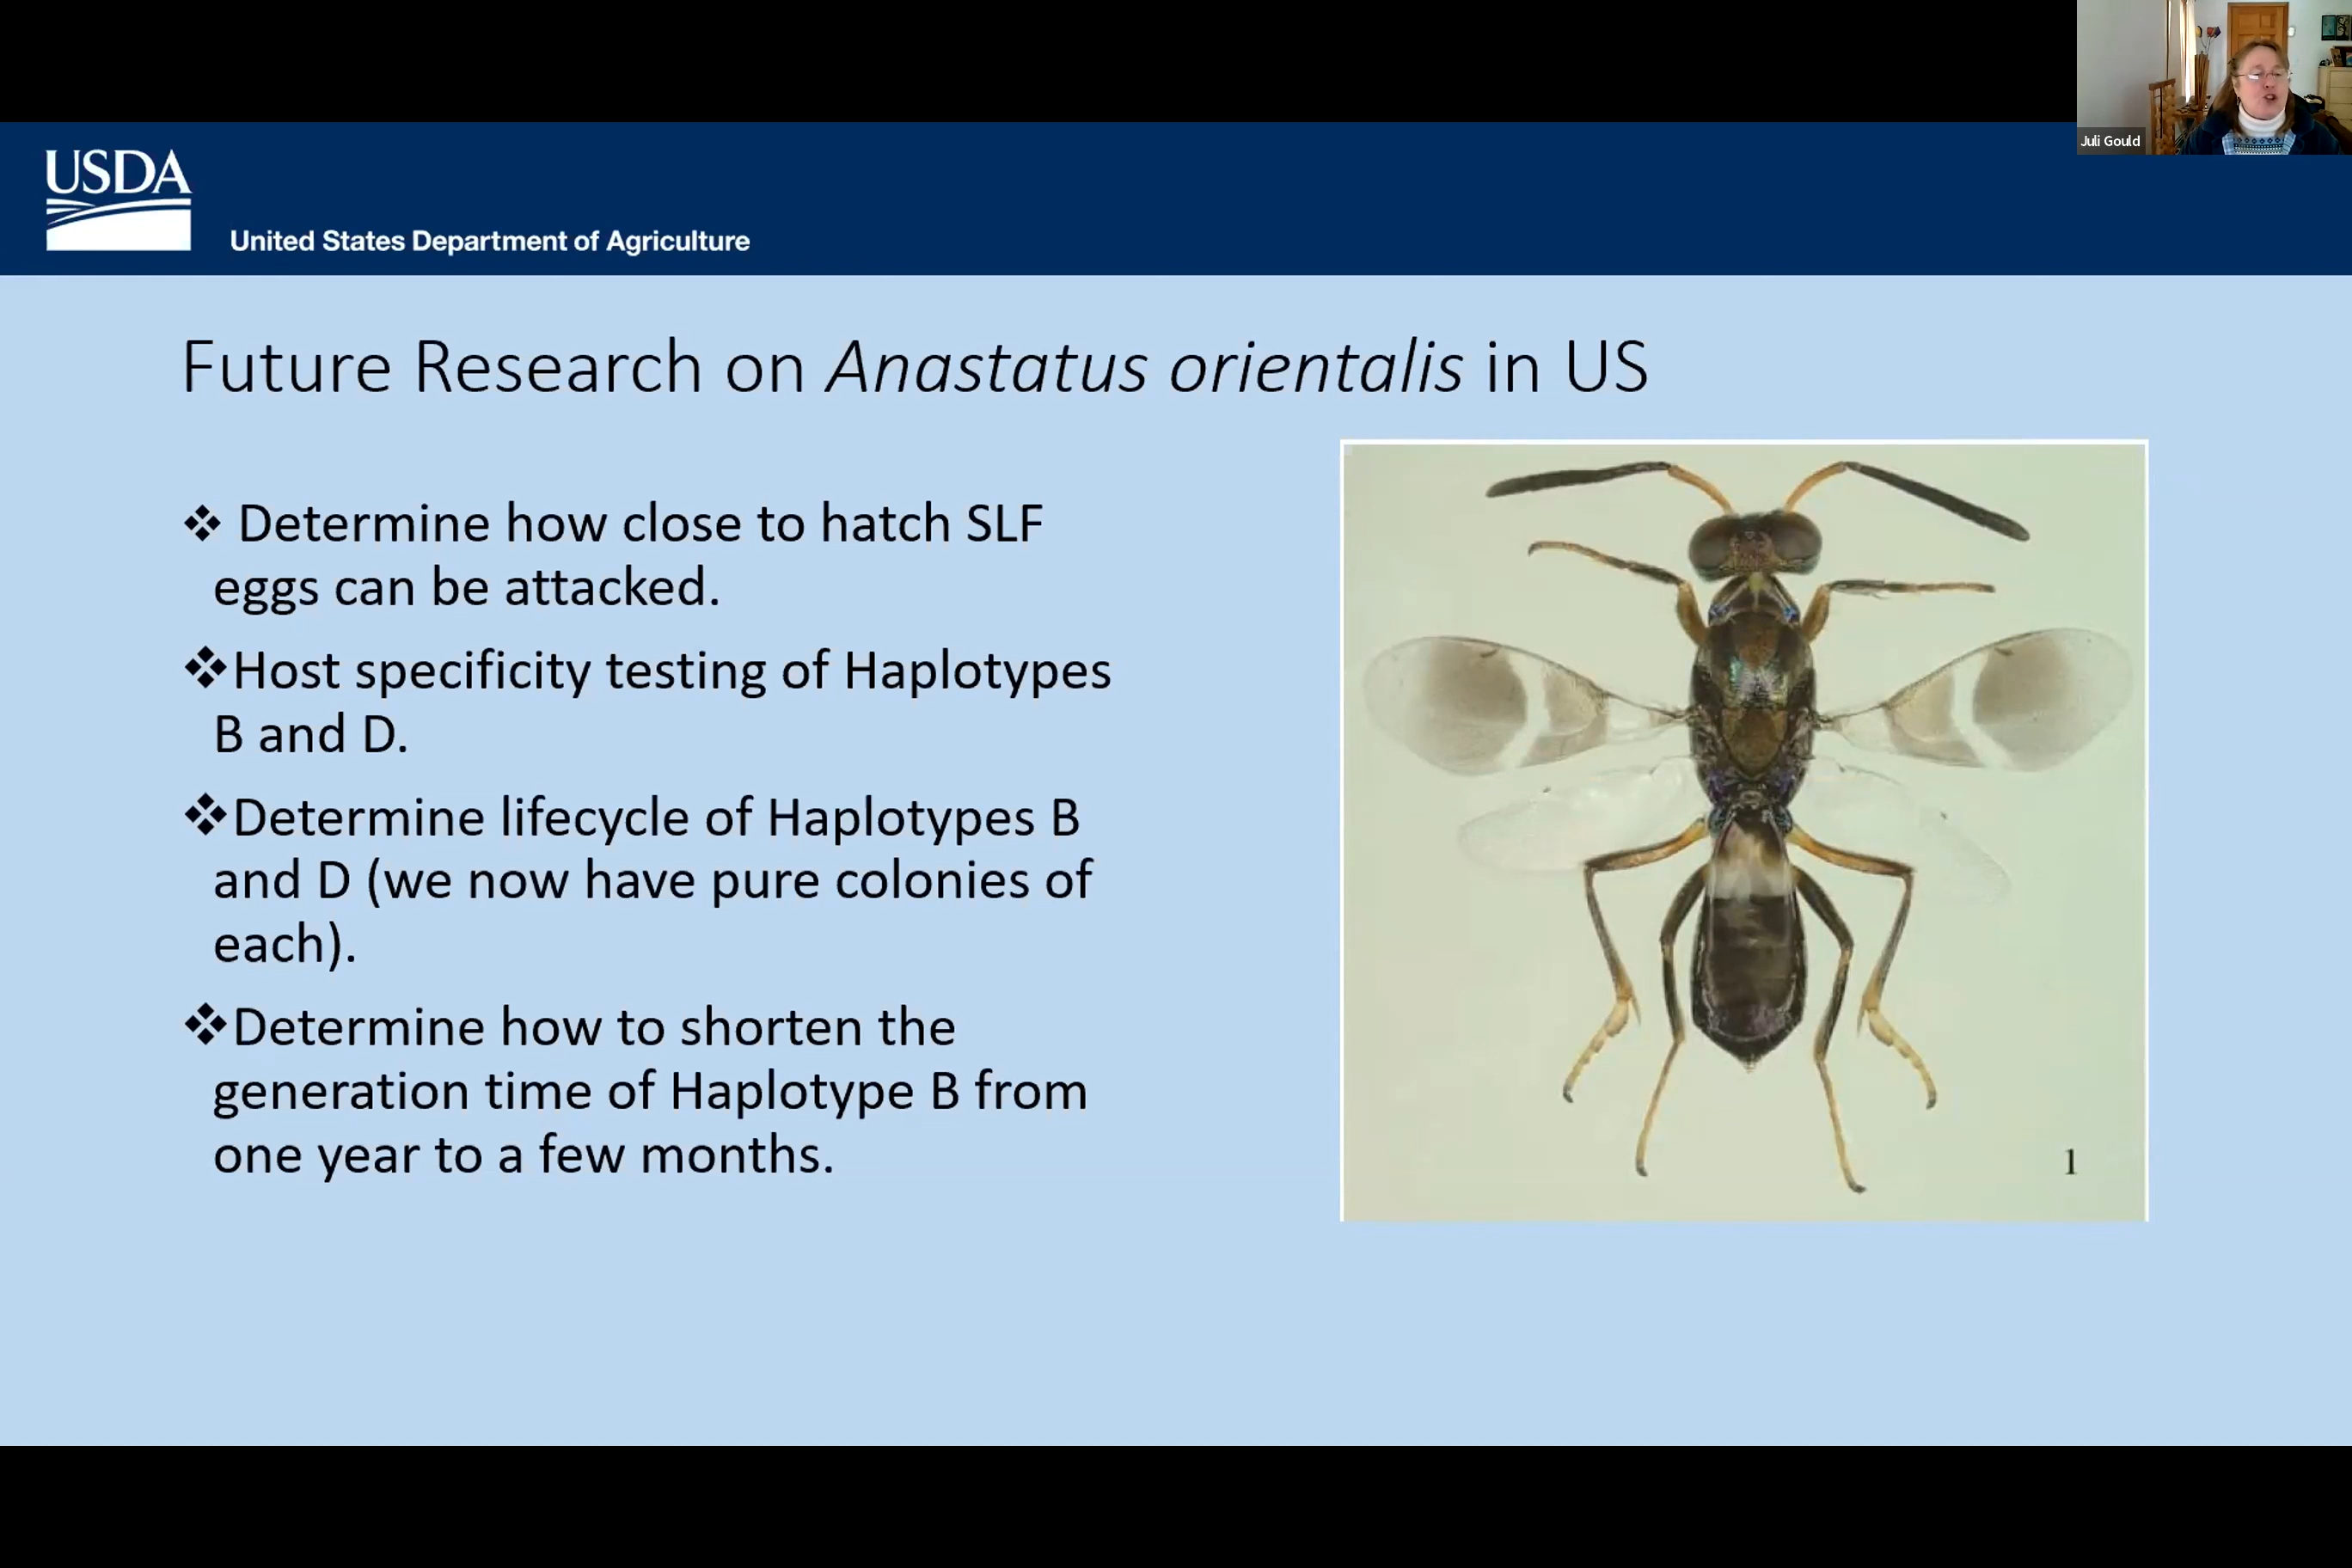 Juli Gould
USDA
United States Department of Agriculture
Future Research on Anastatus orientalis in US
❖ Determine how close to hatch SLF
eggs can be attacked.
❖Host specificity testing of Haplotypes
B and D.
❖Determine lifecycle of Haplotypes B
and D (we now have pure colonies of
each).
❖Determine how to shorten the
generation time of Haplotype B from
one year to a few months.
1